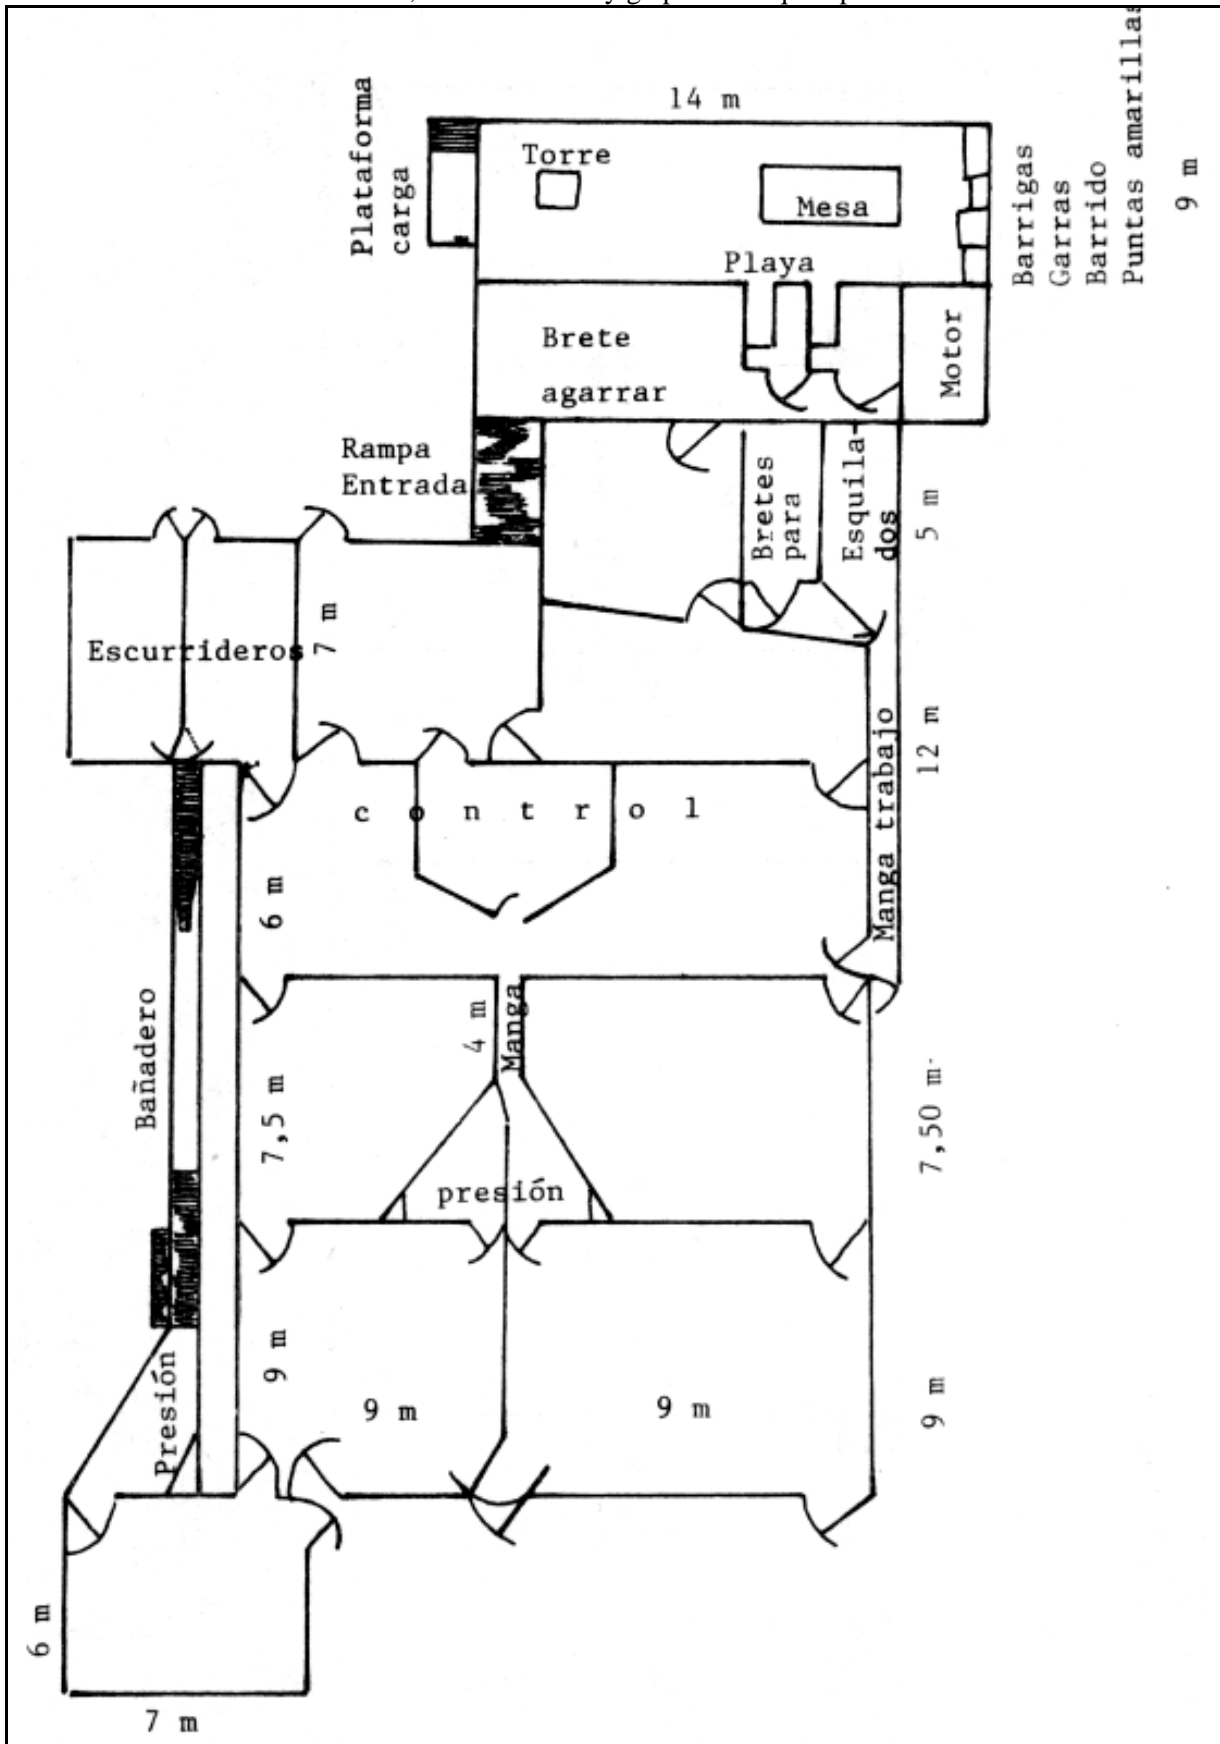 14 m
Plataforma
carga
Torre
Mesa
Playa
Barrigas
Garras
Barrido
Puntas amarillas
9 m
Brete
agarrar
Motor
Rampa
Entrada
Bretes
para
Esquila-
dos
5 m
Escurrideros
7 m
c o n t r o l
Manga trabajo
12 m
6 m
Bañadero
4 m
Manga
7,5 m
7,50 m.
presión
Presión
9 m
9 m
9 m
9 m
6 m
7 m